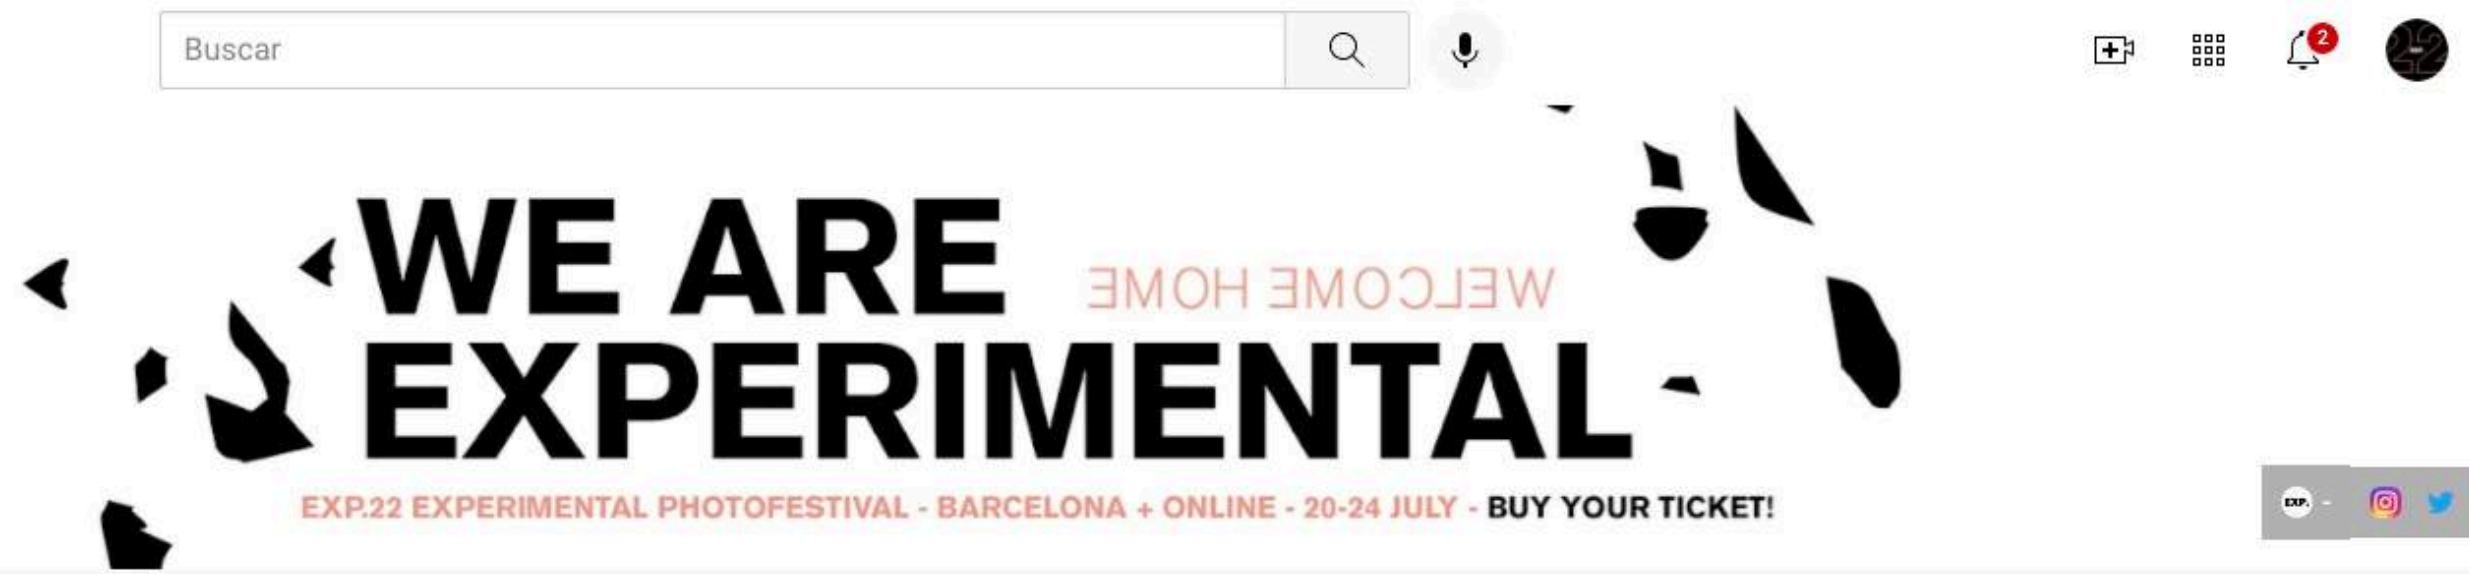 Buscar
2
22
WE ARE
WELCOME HOME
EXPERIMENTAL
EXP.22 EXPERIMENTAL PHOTOFESTIVAL - BARCELONA + ONLINE - 20-24 JULY - BUY YOUR TICKET!
EXP. -